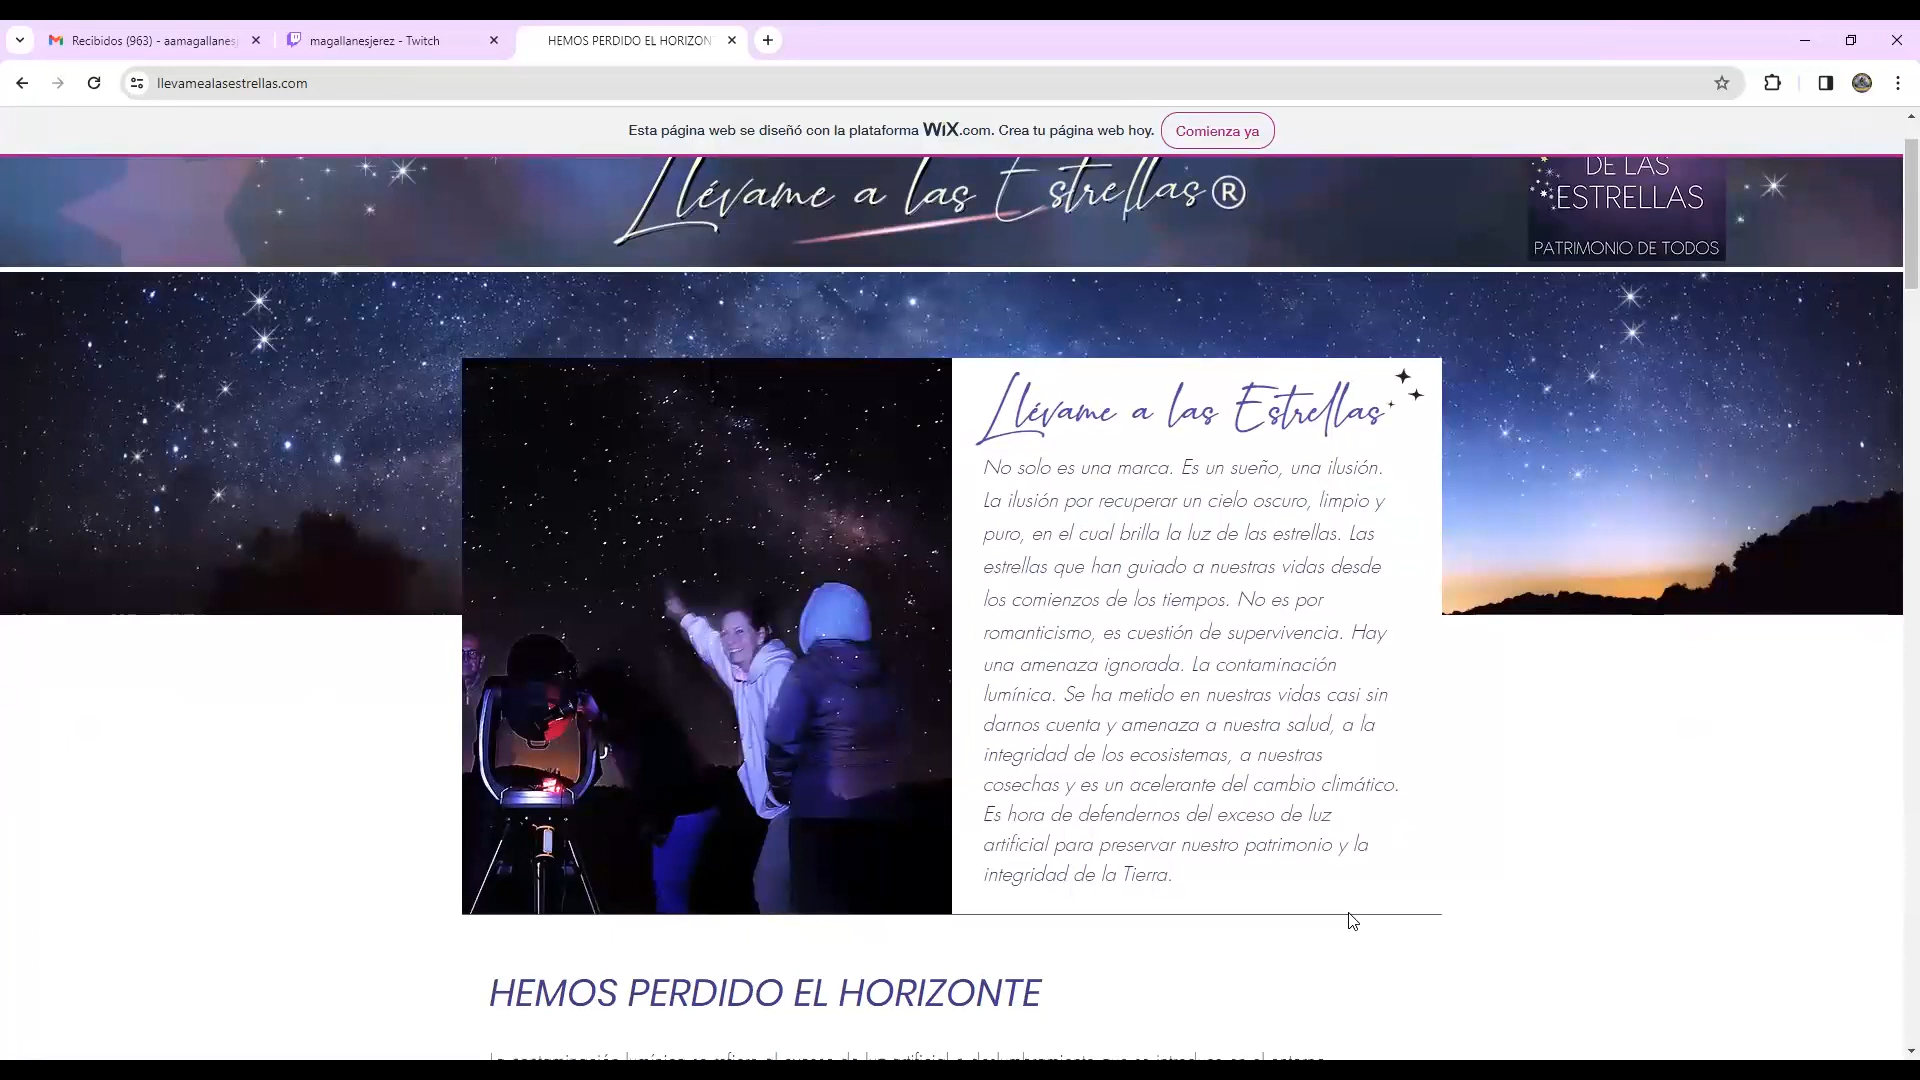 Recibidos (963) - aamagallanes
magallanesjerez - Twitch
HEMOS PERDIDO EL HORIZON
llevamealasestrellas.com
Esta página web se diseñó con la plataforma WiX.com. Crea tu página web hoy.
Comienza ya
Llévame a las Estrellas®
DE LAS
ESTRELLAS
PATRIMONIO DE TODOS
Llévame a las Estrellas
No solo es una marca. Es un sueño, una ilusión.
La ilusión por recuperar un cielo oscuro, limpio y
puro, en el cual brilla la luz de las estrellas. Las
estrellas que han guiado a nuestras vidas desde
los comienzos de los tiempos. No es por
romanticismo, es cuestión de supervivencia. Hay
una amenaza ignorada. La contaminación
lumínica. Se ha metido en nuestras vidas casi sin
darnos cuenta y amenaza a nuestra salud, a la
integridad de los ecosistemas, a nuestras
cosechas y es un acelerante del cambio climático.
Es hora de defendernos del exceso de luz
artificial para preservar nuestro patrimonio y la
integridad de la Tierra.
HEMOS PERDIDO EL HORIZONTE